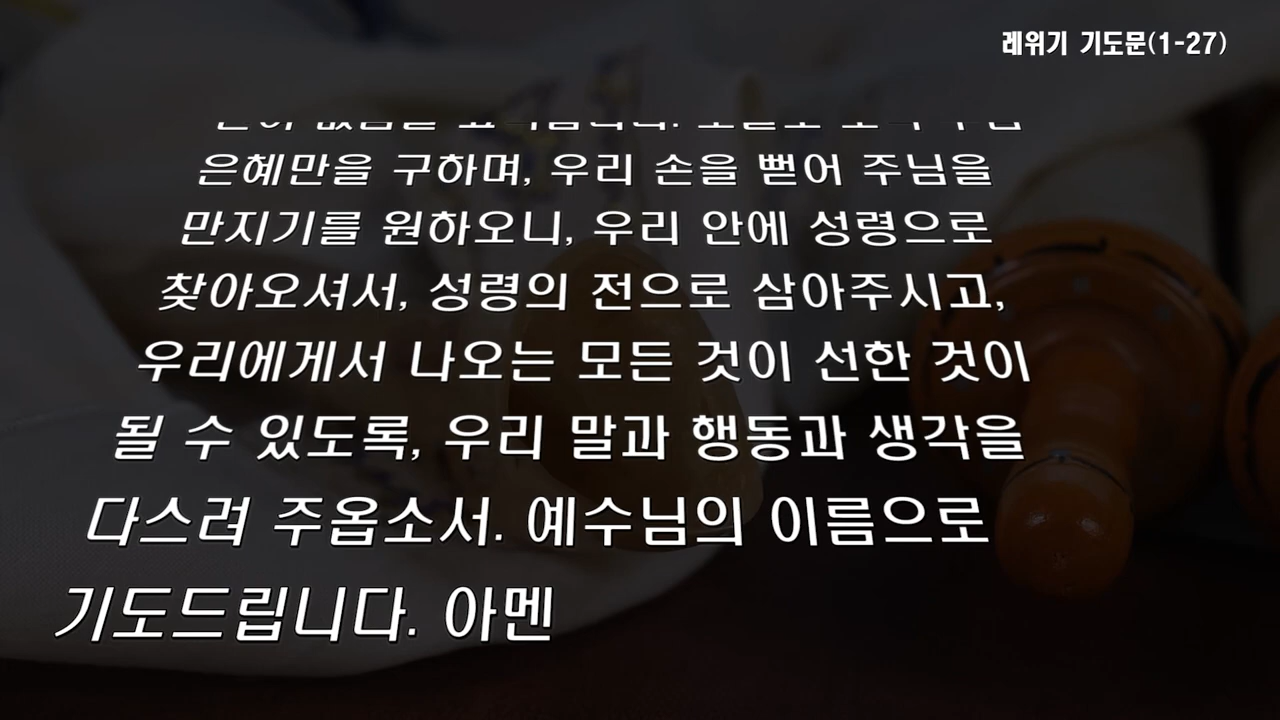 레위기 기도문(1-27)
은혜만을 구하며, 우리 손을 뻗어 주님을
만지기를 원하오니, 우리 안에 성령으로
찾아오셔서, 성령의 전으로 삼아주시고,
우리에게서 나오는 모든 것이 선한 것이
될 수 있도록, 우리 말과 행동과 생각을
다스려 주옵소서. 예수님의 이름으로
기도드립니다. 아멘